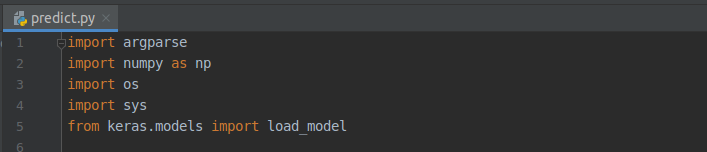 predict.py
1 import argparse
2 import numpy as np
3 import os
4 import sys
5 from keras.models import load_model
6